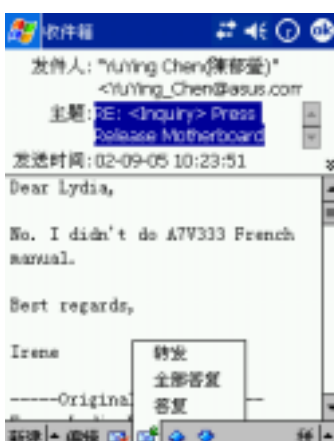 收件箱
ok
发件人: "YuYing Chen(陳郁螢)"
<YuYing_Chen@asus.com
主题: RE: <Inquiry> Press
Release Motherboard
发送时间: 02-09-05 10:23:51
Dear Lydia,
No. I didn't do A7V333 French
manual.
Best regards,
Irene
-----Original
转发
全部答复
答复
新建 编辑